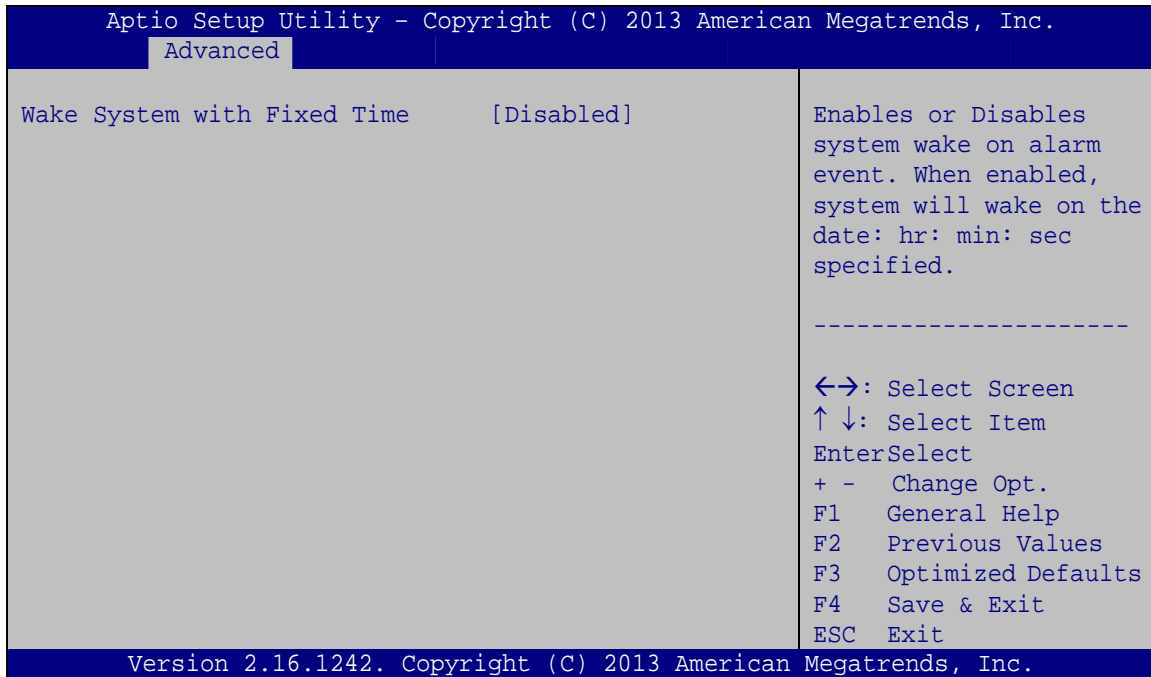 Aptio Setup Utility – Copyright (C) 2013 American Megatrends, Inc.
Advanced
Wake System with Fixed Time [Disabled]
Enables or Disables
system wake on alarm
event. When enabled,
system will wake on the
date: hr: min: sec
specified.
----------------------
←→: Select Screen
↑ ↓: Select Item
EnterSelect
+ - Change Opt.
F1 General Help
F2 Previous Values
F3 Optimized Defaults
F4 Save & Exit
ESC Exit
Version 2.16.1242. Copyright (C) 2013 American Megatrends, Inc.